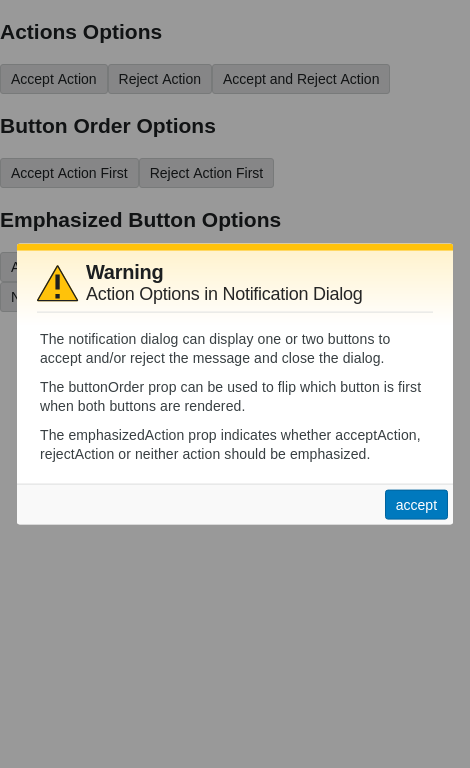 Actions Options
Accept Action Reject Action Accept and Reject Action
Button Order Options
Accept Action First Reject Action First
Emphasized Button Options
Warning
Action Options in Notification Dialog
The notification dialog can display one or two buttons to
accept and/or reject the message and close the dialog.
The buttonOrder prop can be used to flip which button is first
when both buttons are rendered.
The emphasizedAction prop indicates whether acceptAction,
rejectAction or neither action should be emphasized.
accept